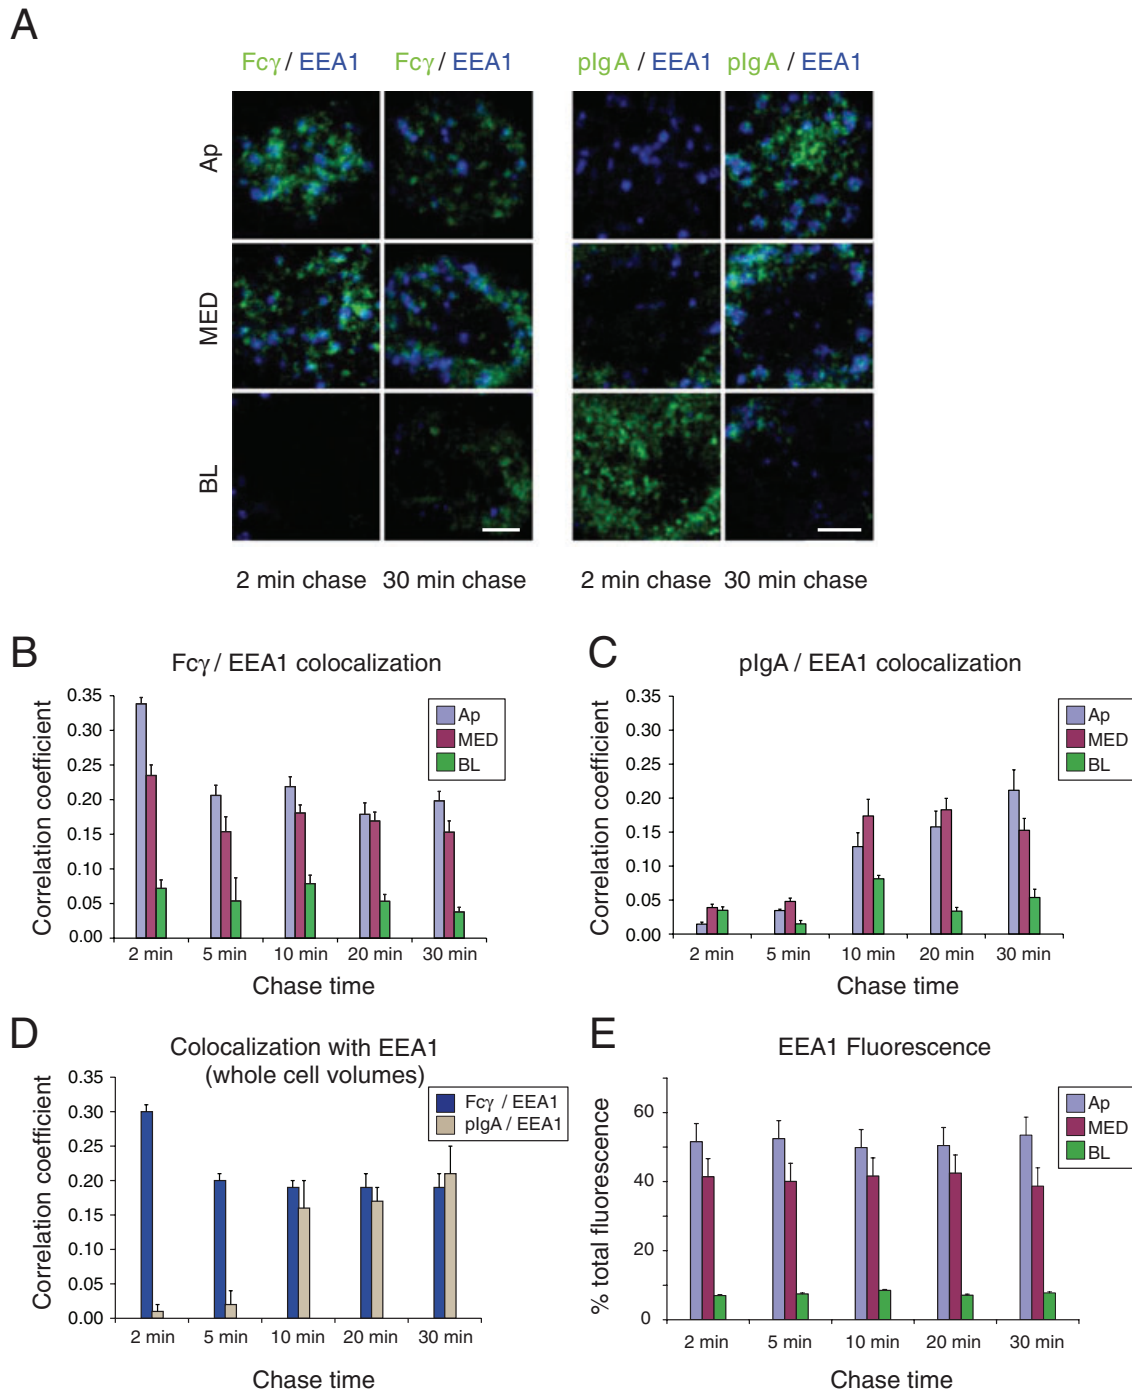 A
Fcγ / EEA1 Fcγ / EEA1 pIgA / EEA1 pIgA / EEA1
Ap
MED
BL
2 min chase 30 min chase 2 min chase 30 min chase
B
Fcγ / EEA1 colocalization
Correlation coefficient
0.35
0.30
0.25
0.20
0.15
0.10
0.05
0.00
Ap
MED
BL
2 min 5 min 10 min 20 min 30 min
Chase time
C
pIgA / EEA1 colocalization
Correlation coefficient
0.35
0.30
0.25
0.20
0.15
0.10
0.05
0.00
Ap
MED
BL
2 min 5 min 10 min 20 min 30 min
Chase time
D
Colocalization with EEA1
(whole cell volumes)
Correlation coefficient
0.35
0.30
0.25
0.20
0.15
0.10
0.05
0.00
Fcγ / EEA1
pIgA / EEA1
2 min 5 min 10 min 20 min 30 min
Chase time
E
EEA1 Fluorescence
% total fluorescence
60
40
20
0
Ap
MED
BL
2 min 5 min 10 min 20 min 30 min
Chase time